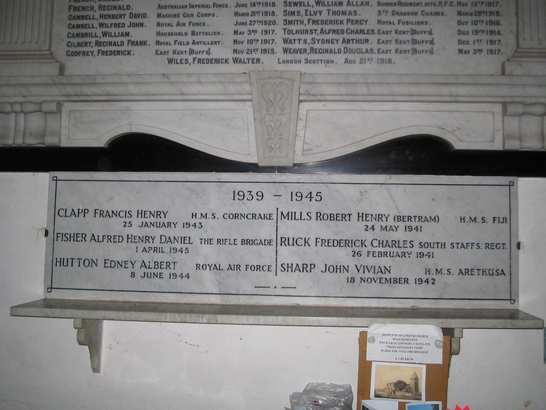 FRENCH, REGINALD. AUSTRALIAN IMPERIAL FORCE. JUNE 14TH 1918. SEWELL, WILLIAM ALLAN.
CAMBELL, HERBERT DAVID. MACHINE GUN CORPS. MARCH 21ST 1918. SIMS, ELVY THOMAS. 5TH DRAGOON GUARDS.
CAMBELL, WILFRED JOHN. ROYAL AIR FORCE. JUNE 27TH 1920. SMITH, FREDERICK PERCY. ROYAL FUSILIERS. OCT 15TH 1916.
CAMBRILL, WILLIAM. HOUSEHOLD BATTALION. MAY 3RD 1917. TOLHURST, ALFRED CHARLES. EAST KENT (BUFFS). DEC 19TH 1914.
GILBERT, REGINALD FRANK. ROYAL FIELD ARTILLERY. NOV 10TH 1917. WATTS, SYDNEY ARTHUR. EAST KENT (BUFFS). DEC 1ST 1917.
GODFREY, FREDERICK. EAST KENT (BUFFS). NOV 21ST 1915. WEAVER, REGINALD DOUGLAS. EAST KENT (BUFFS). MAY 3RD 1917.
WILES, FREDERICK WALTER. LONDON SCOTTISH. AUG 21ST 1918.
1939 – 1945
CLAPP FRANCIS HENRY H.M.S. CORNCRAKE
25 JANUARY 1943
FISHER ALFRED HENRY DANIEL THE RIFLE BRIGADE
1 APRIL 1945
HUTTON EDNEY ALBERT ROYAL AIR FORCE
8 JUNE 1944
MILLS ROBERT HENRY (BERTRAM) H.M.S. FIJI
24 MAY 1941
RUCK FREDERICK CHARLES SOUTH STAFFS. REGT.
26 FEBRUARY 1941
SHARP JOHN VIVIAN H.M.S. ARETHUSA
18 NOVEMBER 1942